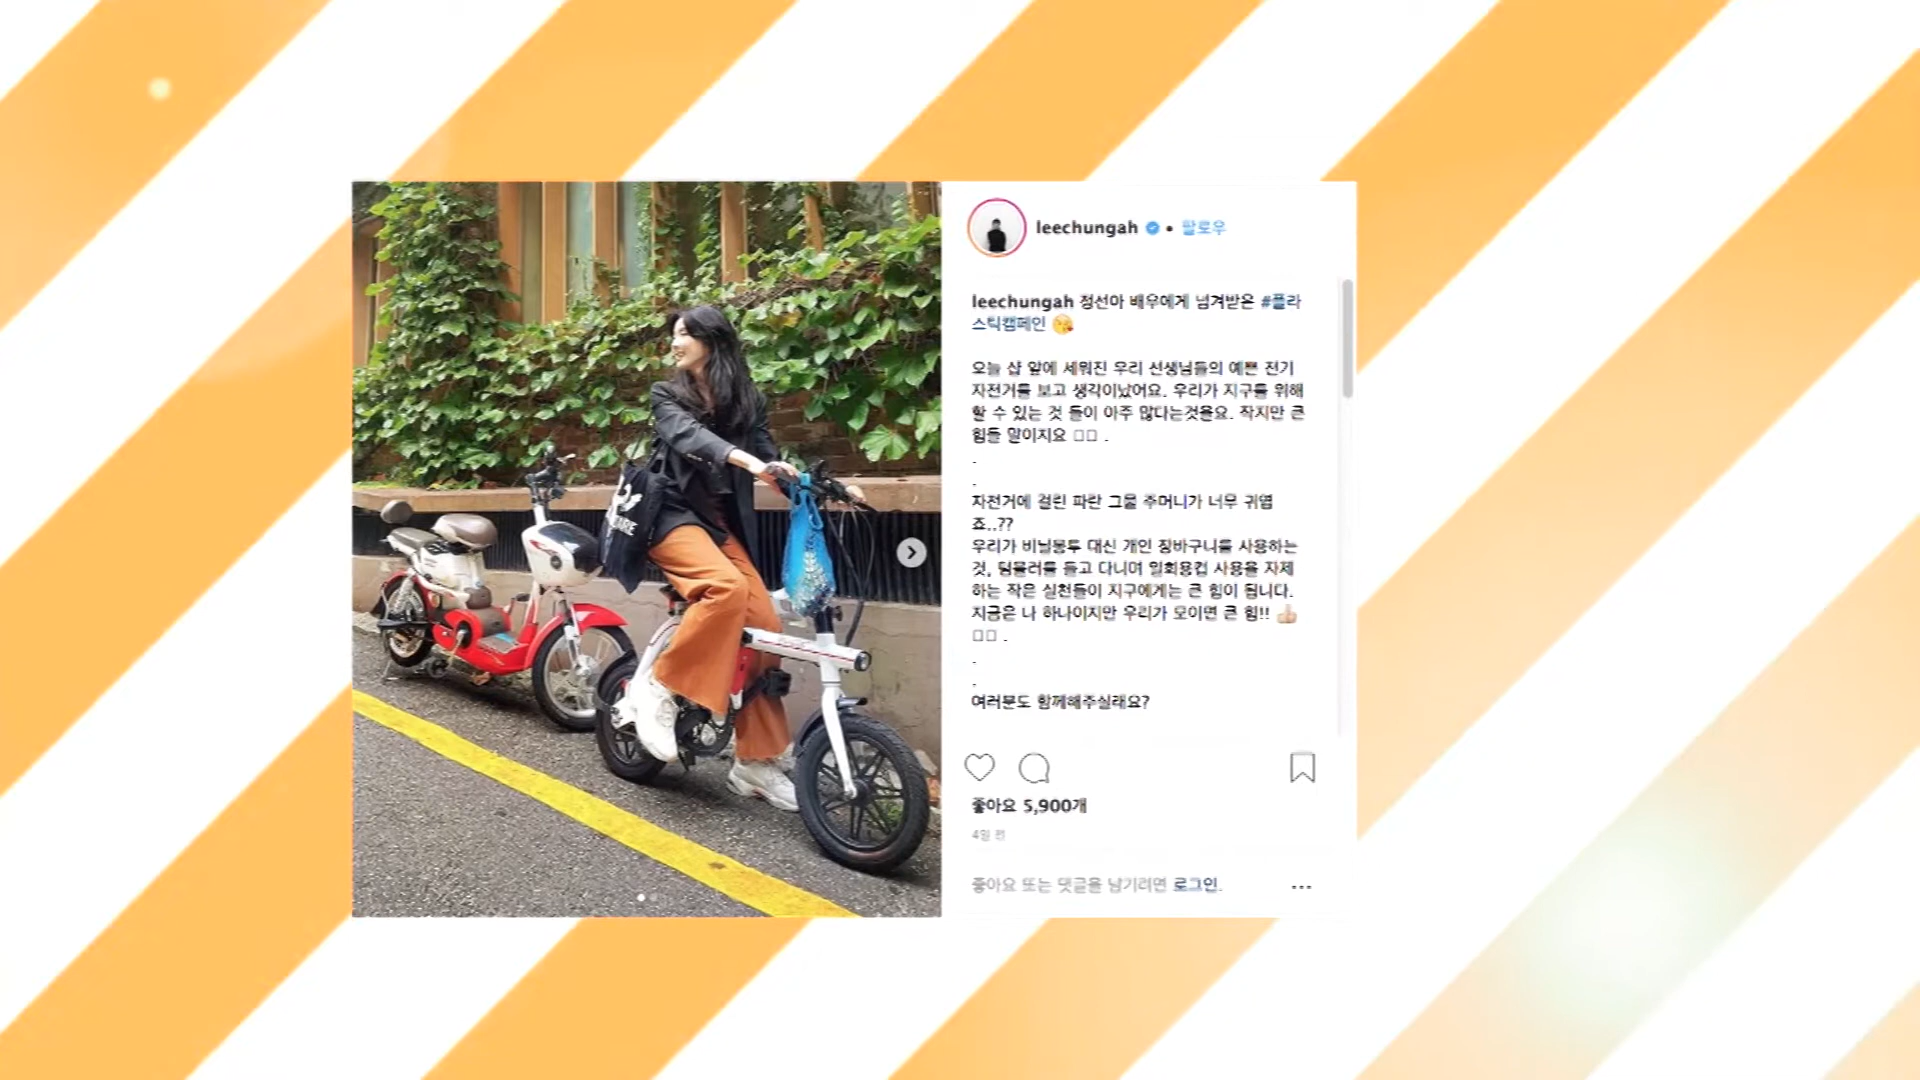 leechungah • 팔로우
leechungah 정선아 배우에게 넘겨받은 #플라
스틱캠페인 😘
오늘 샵 앞에 세워진 우리 선생님들의 예쁜 전기
자전거를 보고 생각이났어요. 우리가 지구를 위해
할 수 있는 것 들이 아주 많다는것을요. 작지만 큰
힘들 말이지요 □□ .
.
.
자전거에 걸린 파란 그물 주머니가 너무 귀엽
죠..??
우리가 비닐봉투 대신 개인 장바구니를 사용하는
것, 텀블러를 들고 다니며 일회용컵 사용을 자제
하는 작은 실천들이 지구에게는 큰 힘이 됩니다.
지금은 나 하나이지만 우리가 모이면 큰 힘!! 👍🏻
□□ .
.
.
여러분도 함께해주실래요?
좋아요 5,900개
4일 전
좋아요 또는 댓글을 남기려면 로그인.